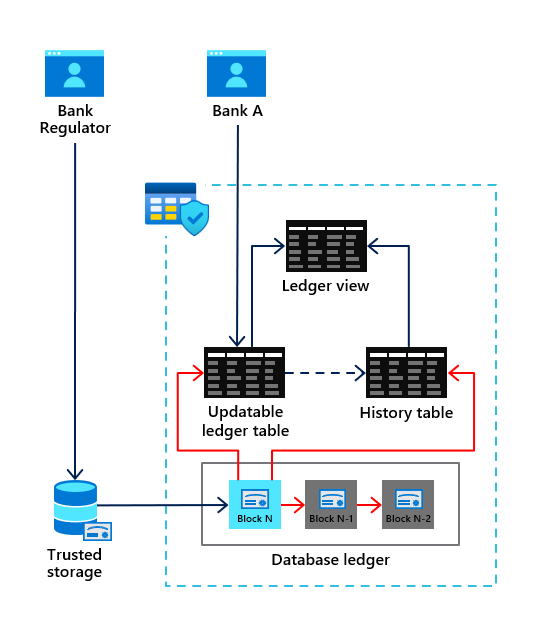 Bank
Regulator
Bank A
Ledger view
Updatable
ledger table
History table
Block N
Block N-1
Block N-2
Database ledger
Trusted
storage